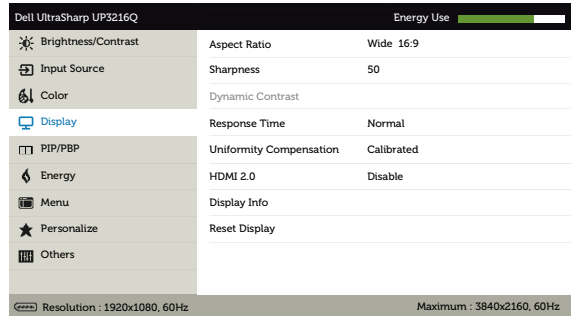 Dell UltraSharp UP3216Q Energy Use
Brightness/Contrast Aspect Ratio Wide 16:9
Input Source Sharpness 50
Color Dynamic Contrast
Display Response Time Normal
PIP/PBP Uniformity Compensation Calibrated
Energy HDMI 2.0 Disable
Menu Display Info
Personalize Reset Display
Others
Resolution : 1920x1080, 60Hz Maximum : 3840x2160, 60Hz